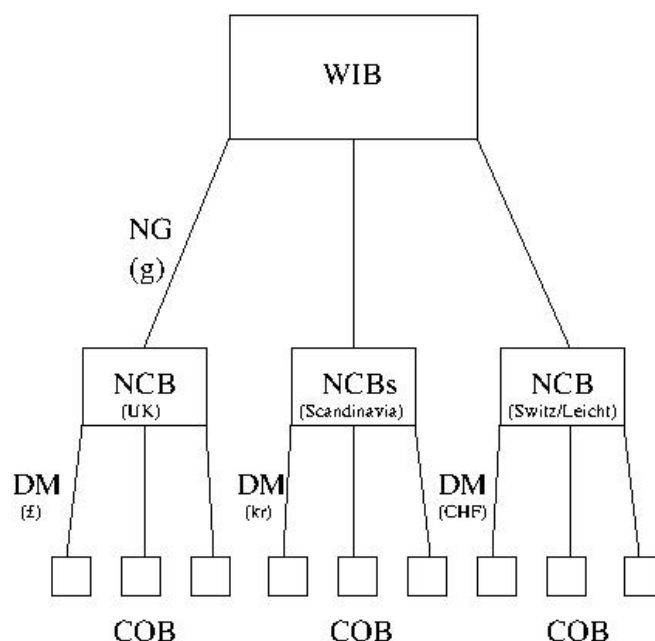 WIB
NG
(g)
NCB
(UK)
NCBs
(Scandinavia)
NCB
(Switz/Leicht)
DM
(£)
DM
(kr)
DM
(CHF)
COB
COB
COB